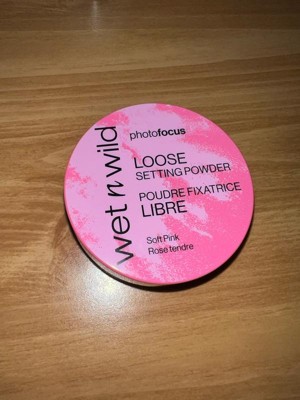 wet n wild
photofocus
LOOSE
SETTING POWDER
POUDRE FIXATRICE
LIBRE
Soft Pink
Rose tendre